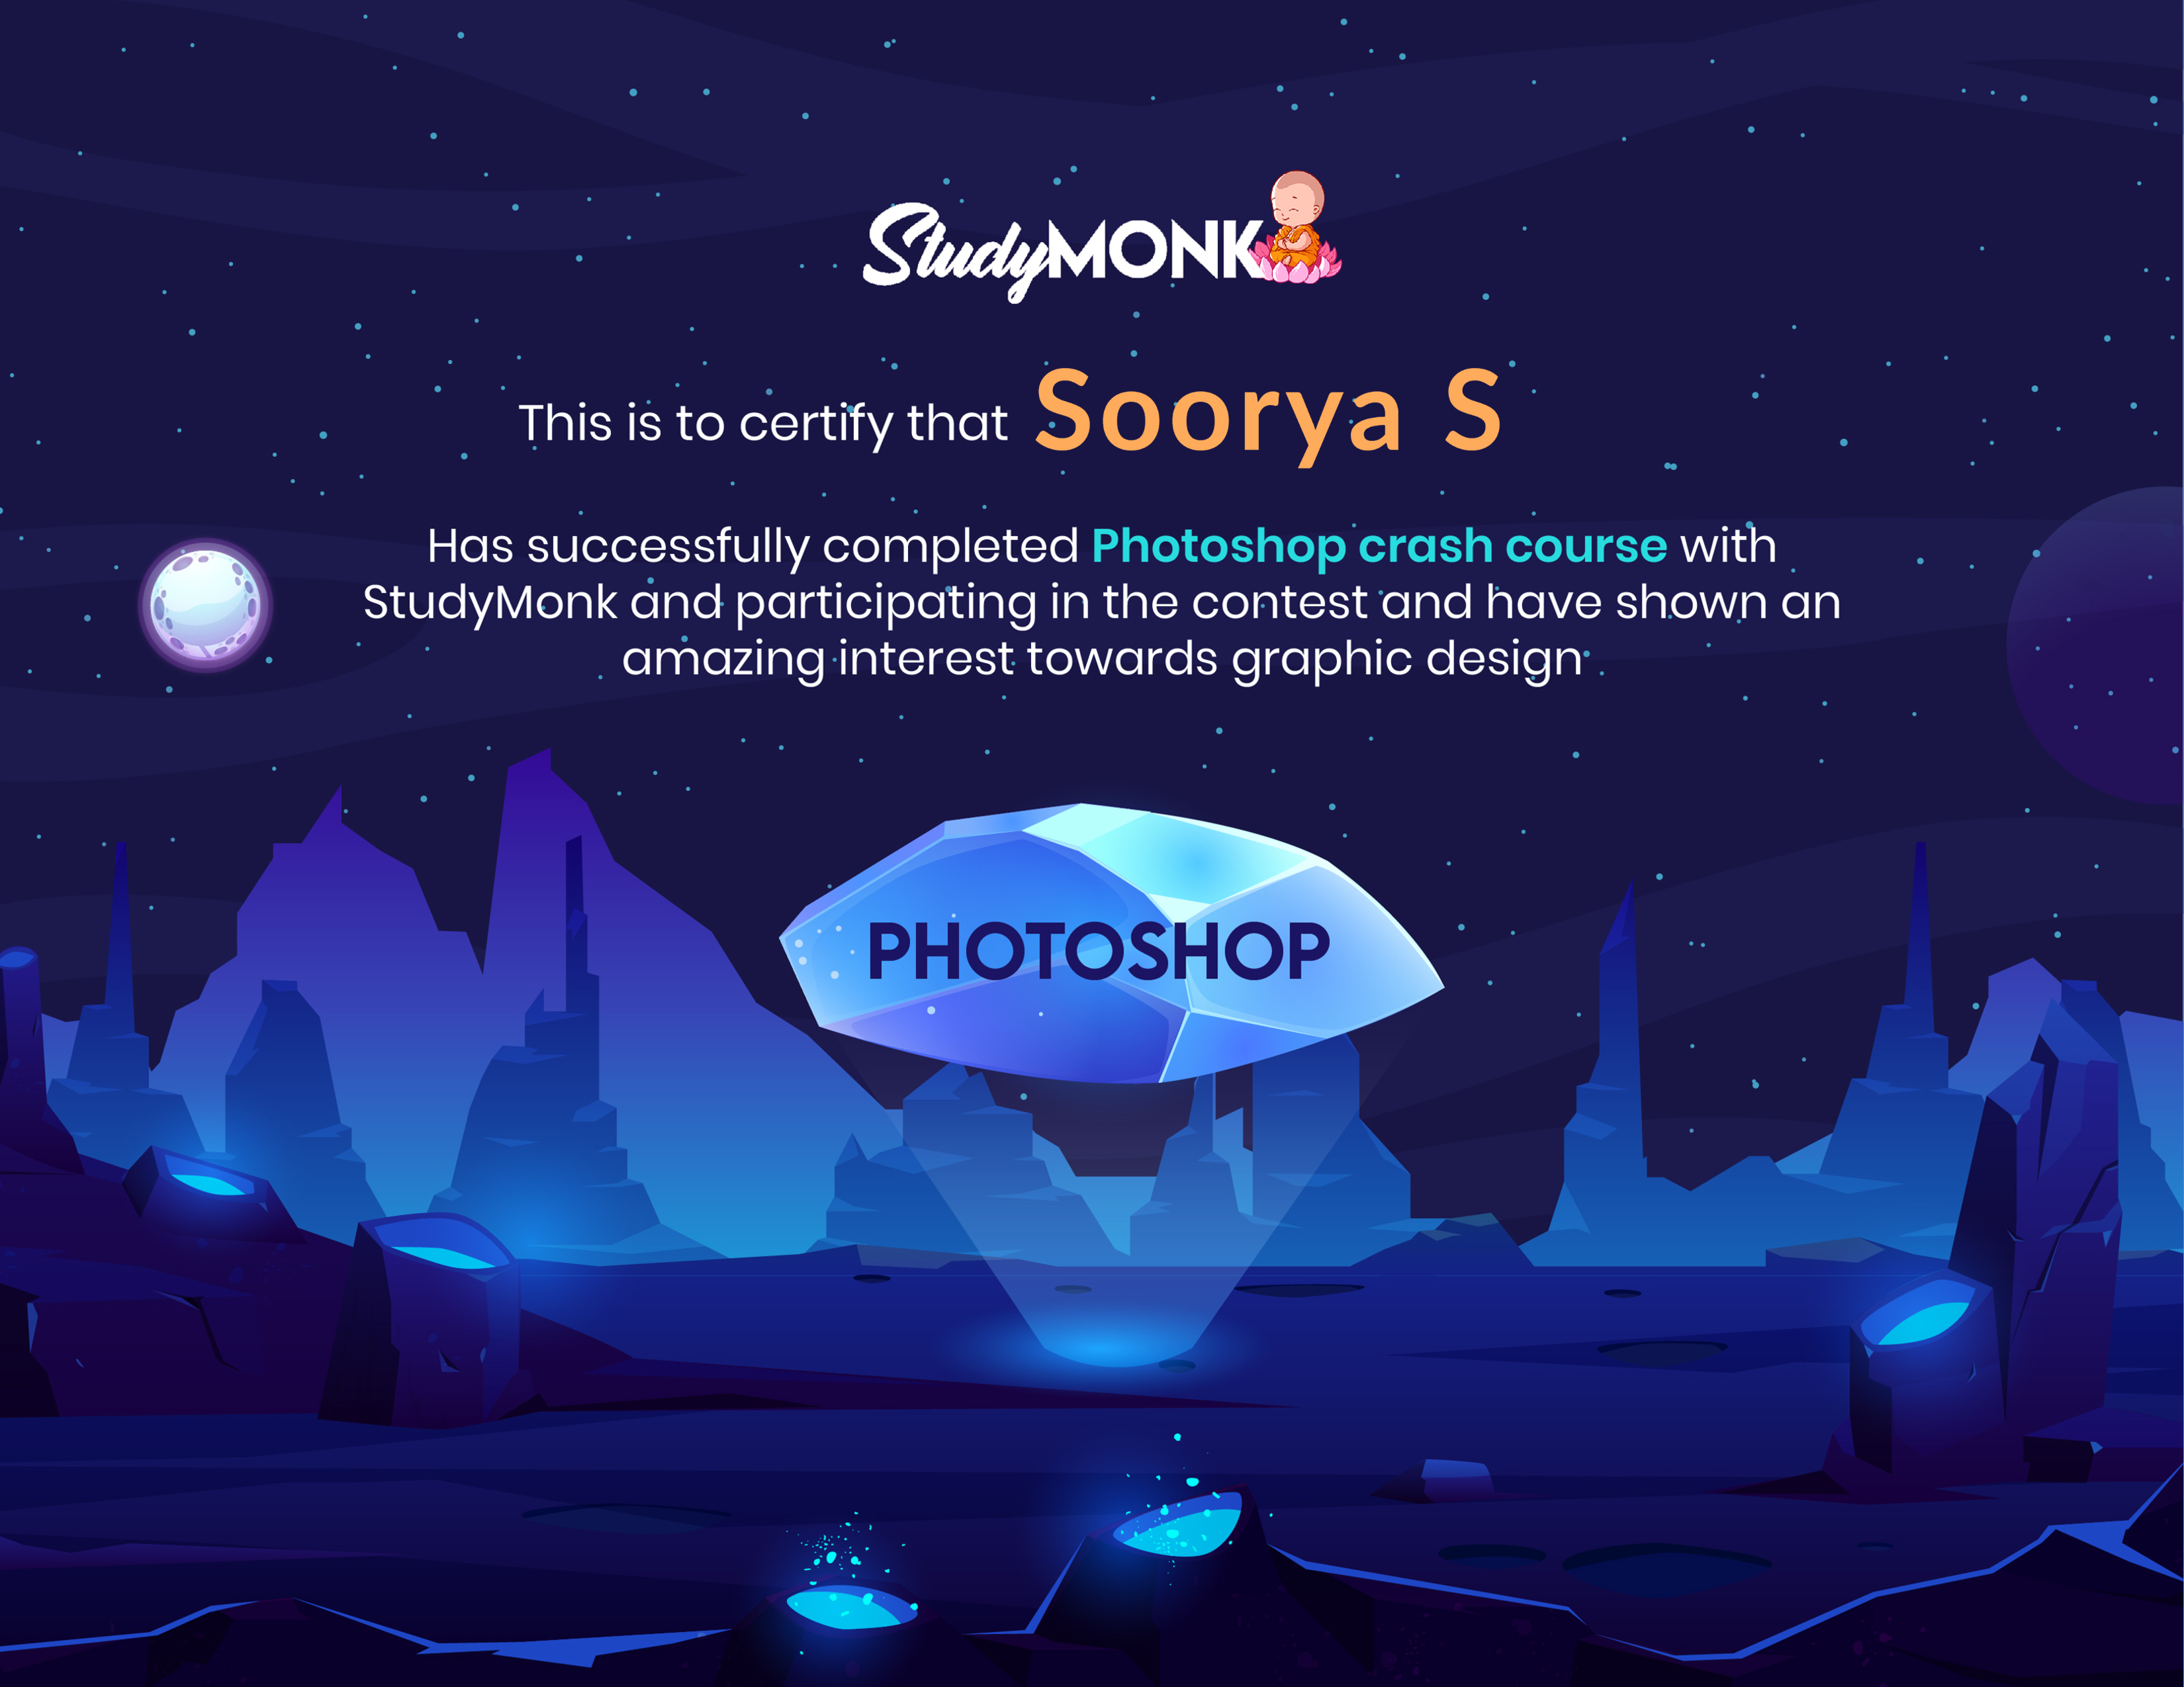 StudyMONK
This is to certify that Soorya S
Has successfully completed Photoshop crash course with
StudyMonk and participating in the contest and have shown an
amazing interest towards graphic design
PHOTOSHOP